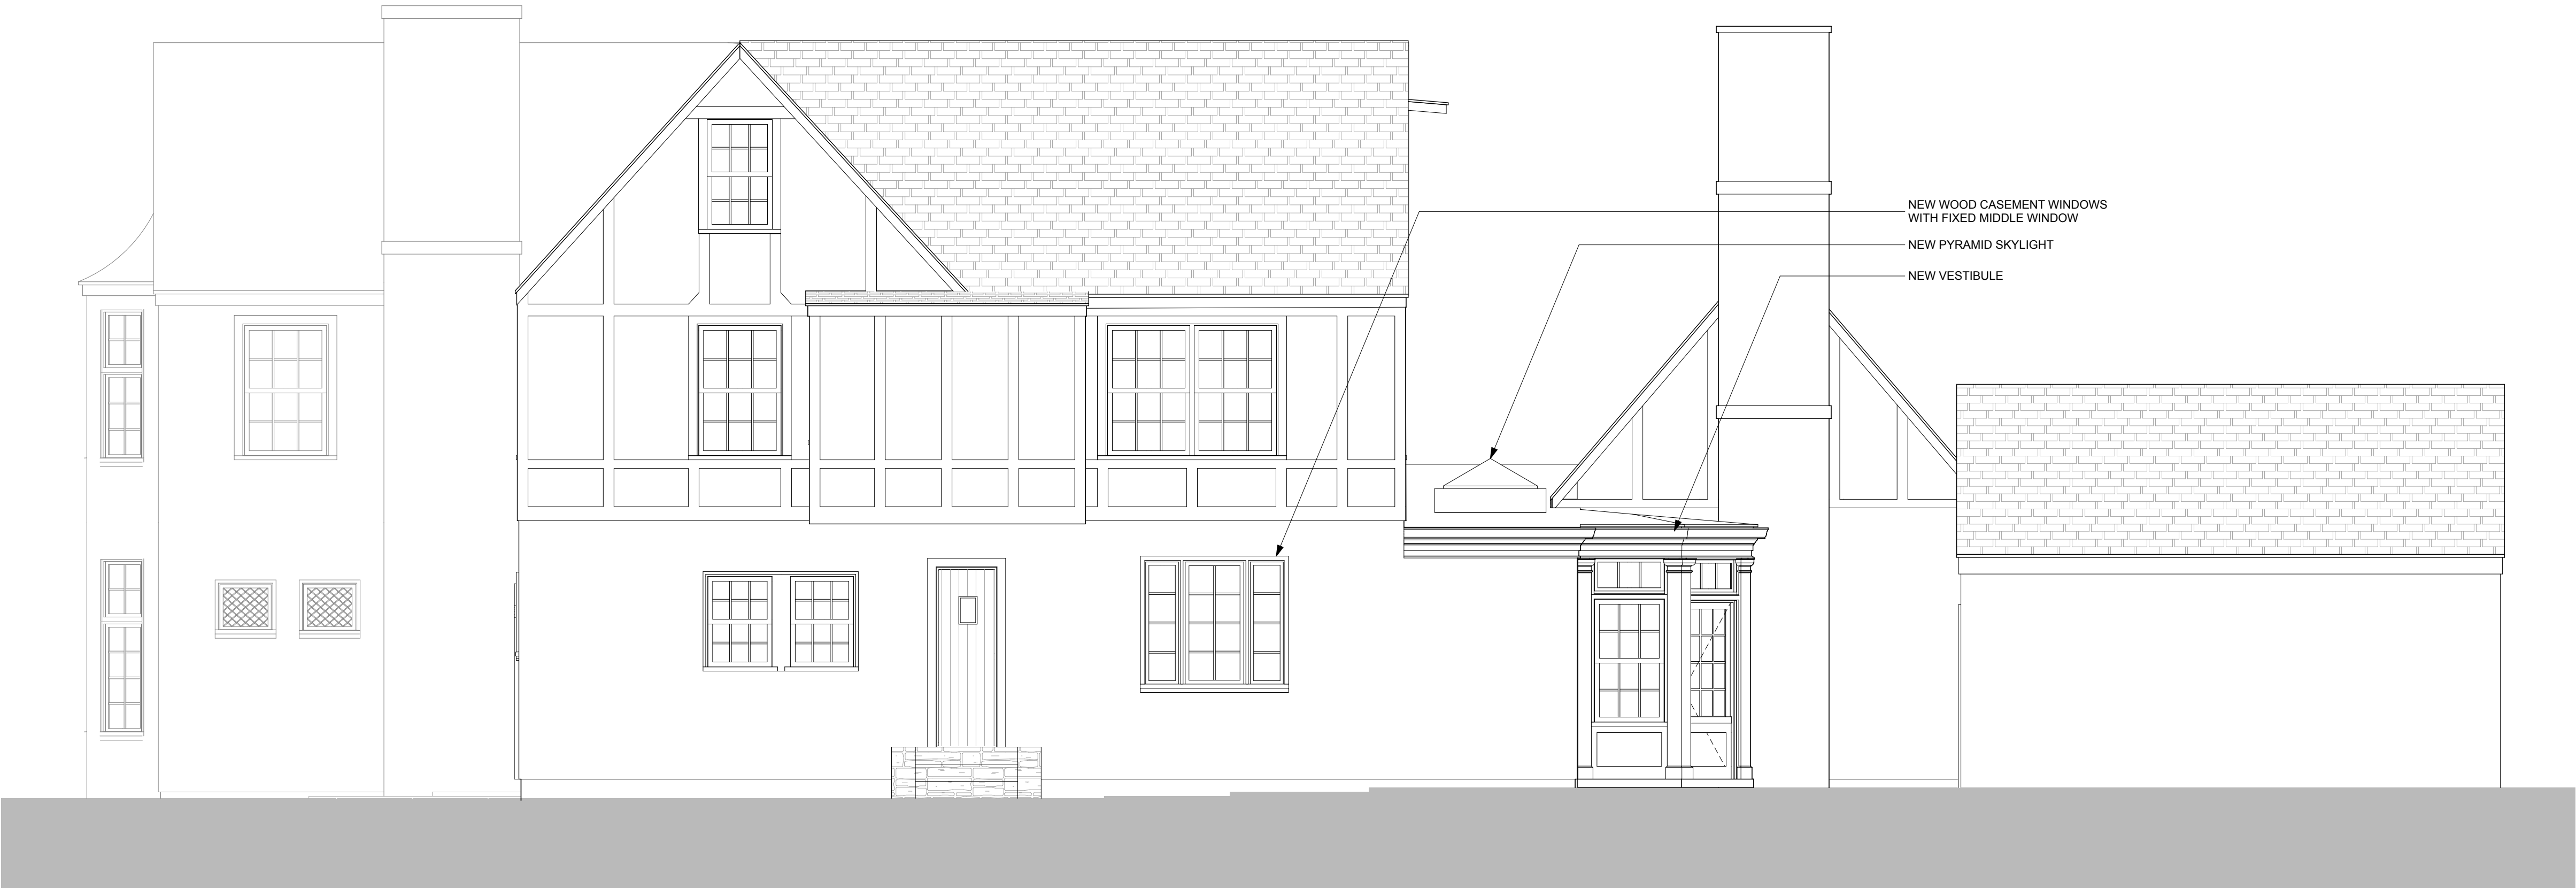 NEW WOOD CASEMENT WINDOWS
WITH FIXED MIDDLE WINDOW
NEW PYRAMID SKYLIGHT
NEW VESTIBULE